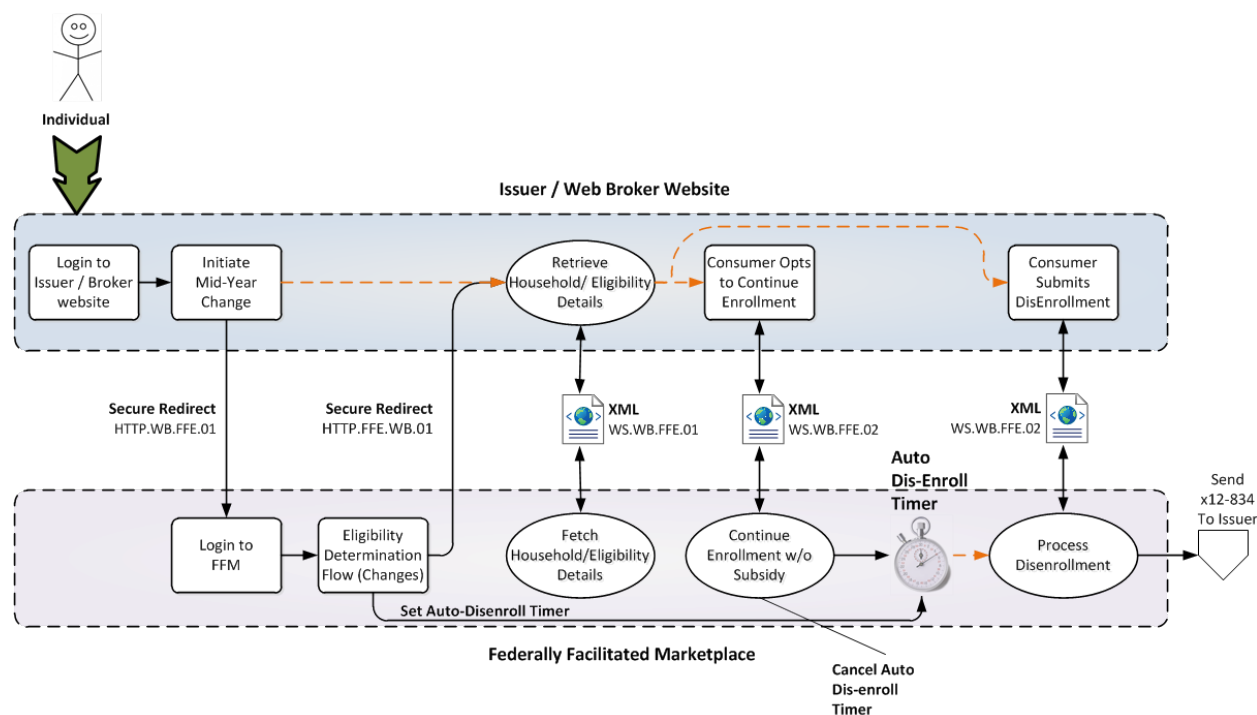 Individual
Issuer / Web Broker Website
Login to
Issuer / Broker
website
Initiate
Mid-Year
Change
Retrieve
Household/ Eligibility
Details
Consumer Opts
to Continue
Enrollment
Consumer
Submits
DisEnrollment
Secure Redirect
HTTP.WB.FFE.01
Secure Redirect
HTTP.FFE.WB.01
XML
WS.WB.FFE.01
XML
WS.WB.FFE.02
XML
WS.WB.FFE.02
Auto
Dis-Enroll
Timer
Send
x12-834
To Issuer
Login to
FFM
Eligibility
Determination
Flow (Changes)
Fetch
Household/Eligibility
Details
Continue
Enrollment w/o
Subsidy
Process
Disenrollment
Set Auto-Disenroll Timer
Federally Facilitated Marketplace
Cancel Auto
Dis-enroll
Timer